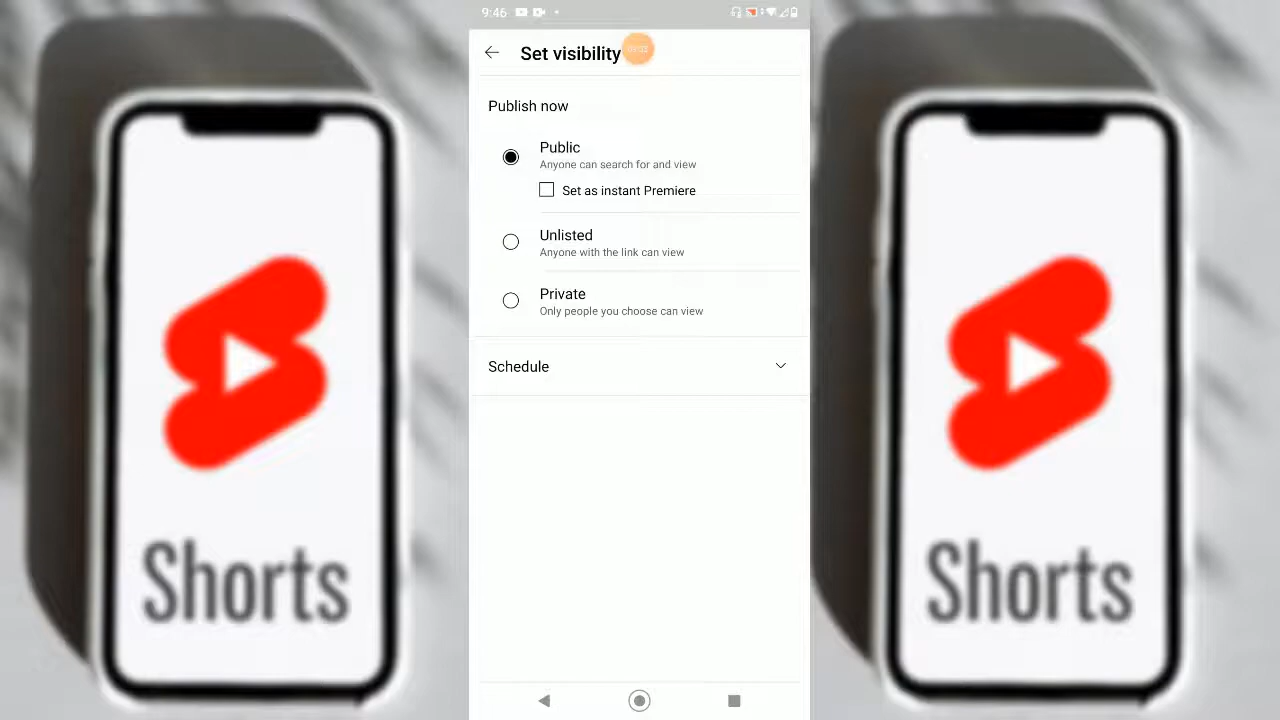 9:46
Set visibility
Publish now
Public
Anyone can search for and view
Set as instant Premiere
Unlisted
Anyone with the link can view
Private
Only people you choose can view
Schedule
Shorts
Shorts